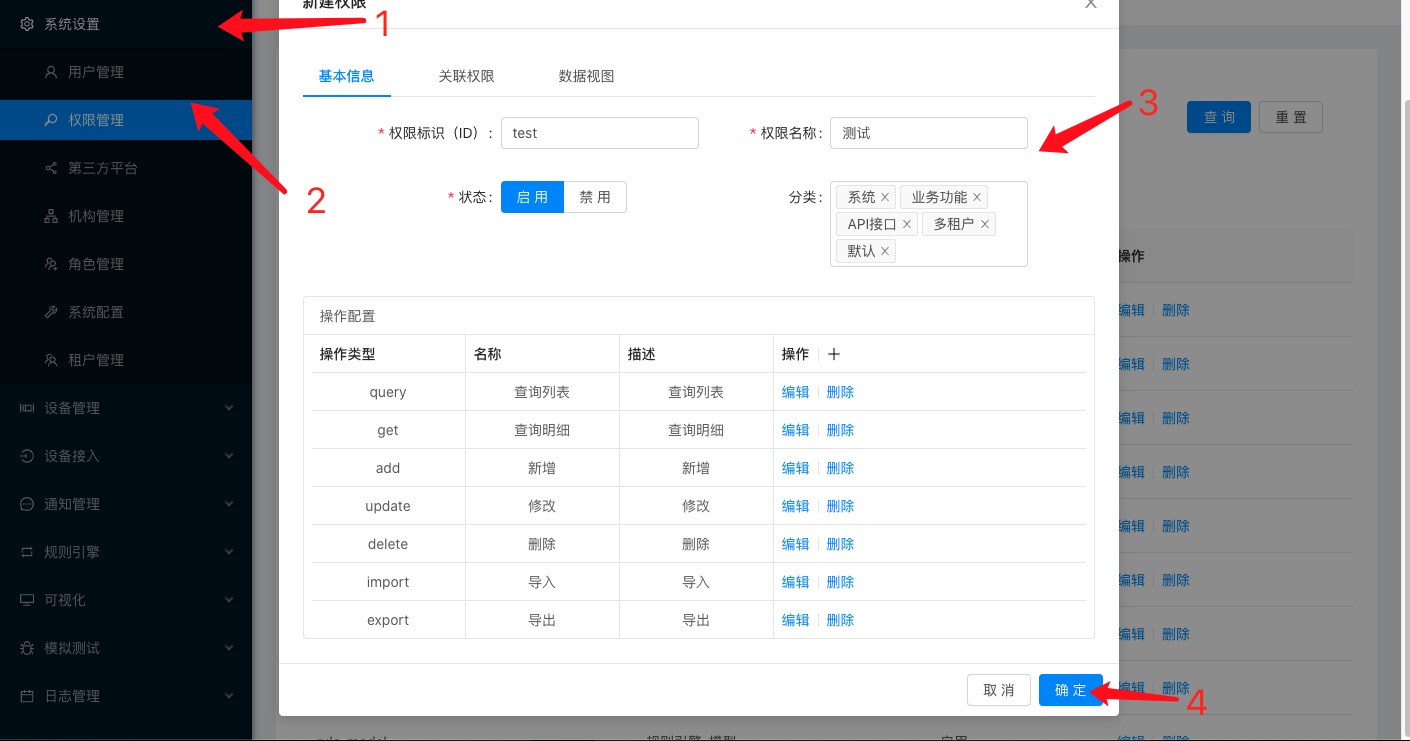 系统设置
1
用户管理
权限管理
2
第三方平台
机构管理
角色管理
系统配置
租户管理
设备管理
设备接入
通知管理
规则引擎
可视化
模拟测试
日志管理
新建权限
基本信息 关联权限 数据视图
* 权限标识（ID）: test * 权限名称: 测试
3
* 状态: 启用 禁用 分类: 系统 业务功能
API接口 多租户
默认
操作配置
操作类型 名称 描述 操作
query 查询列表 查询列表 编辑 删除
get 查询明细 查询明细 编辑 删除
add 新增 新增 编辑 删除
update 修改 修改 编辑 删除
delete 删除 删除 编辑 删除
import 导入 导入 编辑 删除
export 导出 导出 编辑 删除
取消 确定
4
查询 重置
操作
编辑 删除
编辑 删除
编辑 删除
编辑 删除
编辑 删除
编辑 删除
编辑 删除
编辑 删除